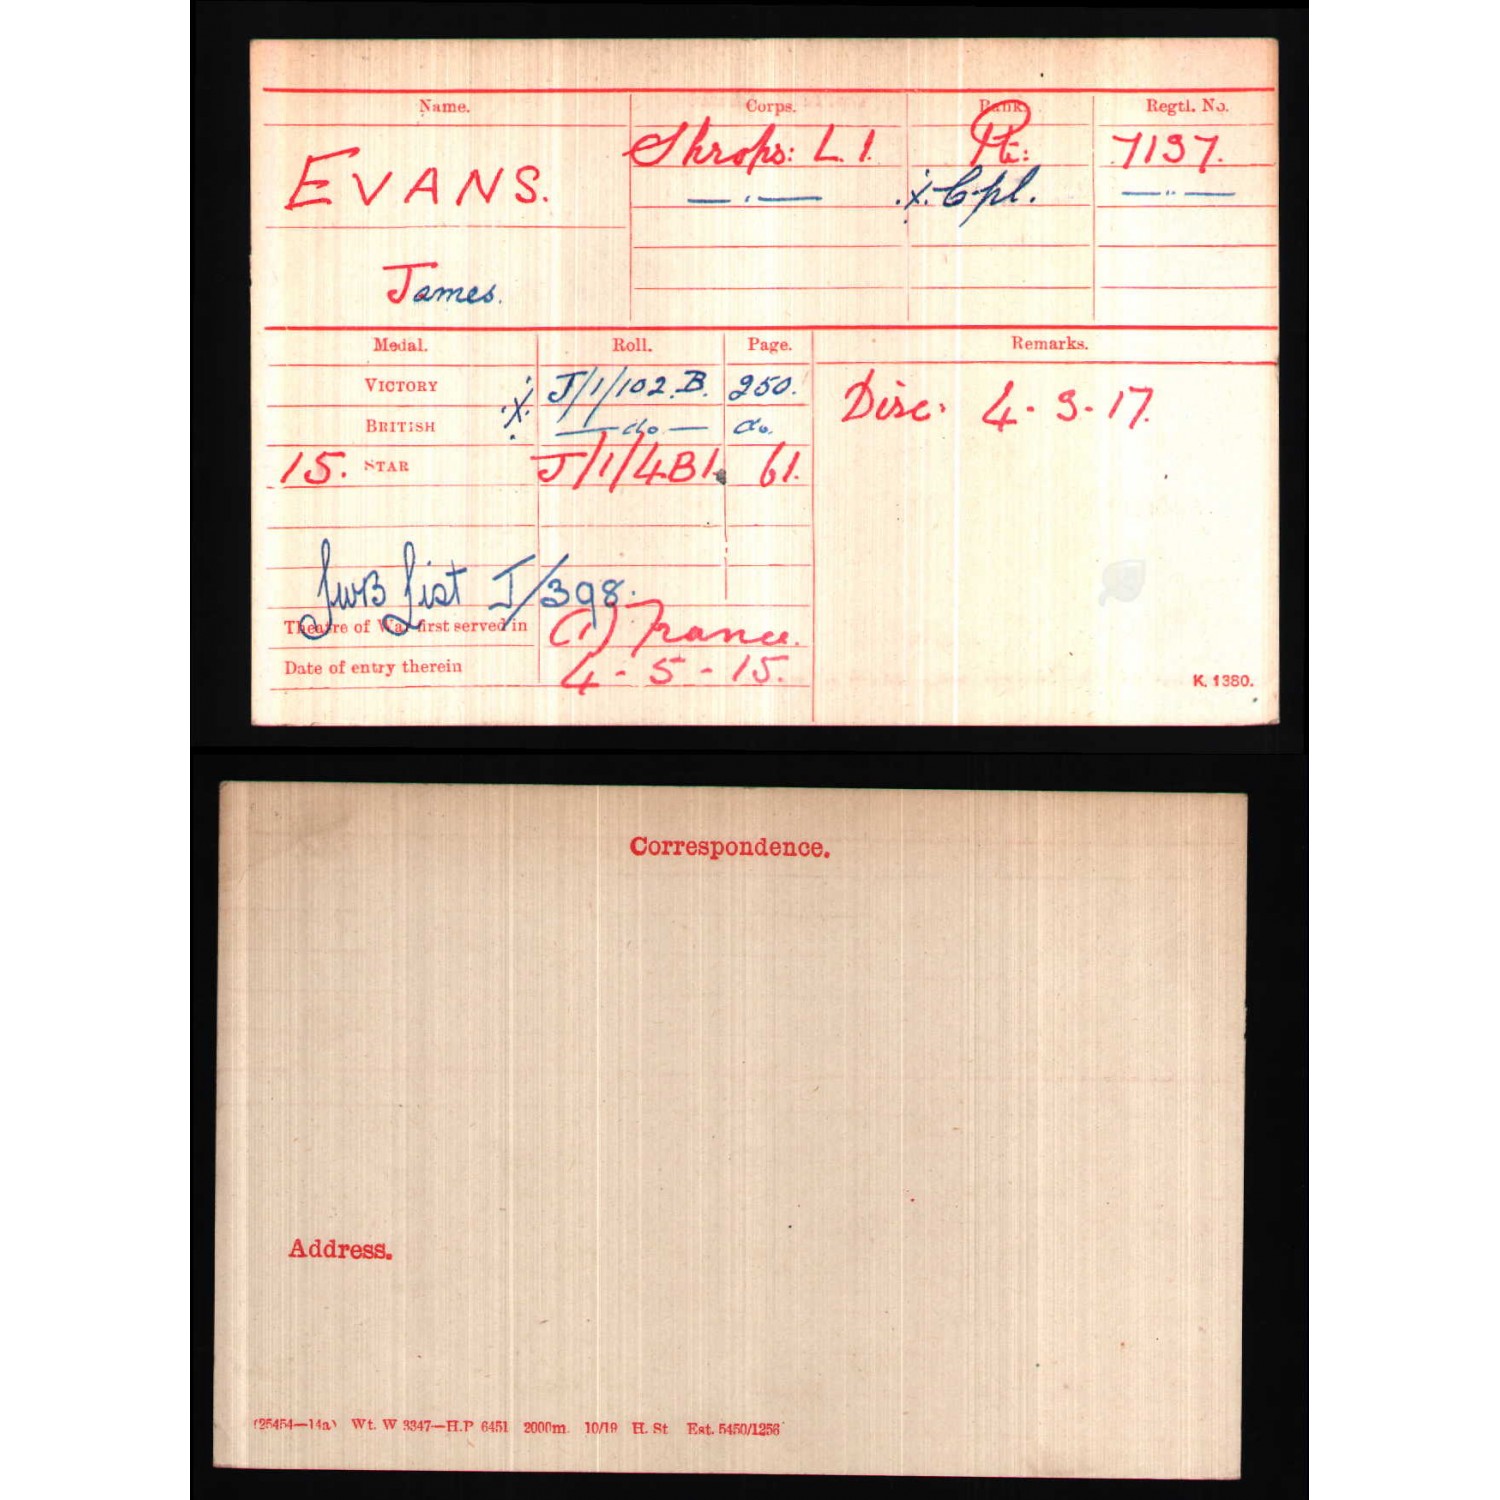 Name. Corps. Rank. Regtl. No.
EVANS. Shrops: L.I. Pte: 7137.
— " — ·X· Cpl. — " —
James.
Medal. Roll. Page. Remarks.
VICTORY ·X· J/1/102.B. 250. Disc. 4-3-17.
BRITISH — do — do.
15. STAR J/1/4B1. 61.
SWB List J/398.
Theatre of War first served in (1) France.
Date of entry therein 4-5-15.
K. 1380.
Correspondence.
Address.
(25454—14a) Wt. W 3347—H.P 6451 2000m. 10/19 H. St Est. 5450/1256